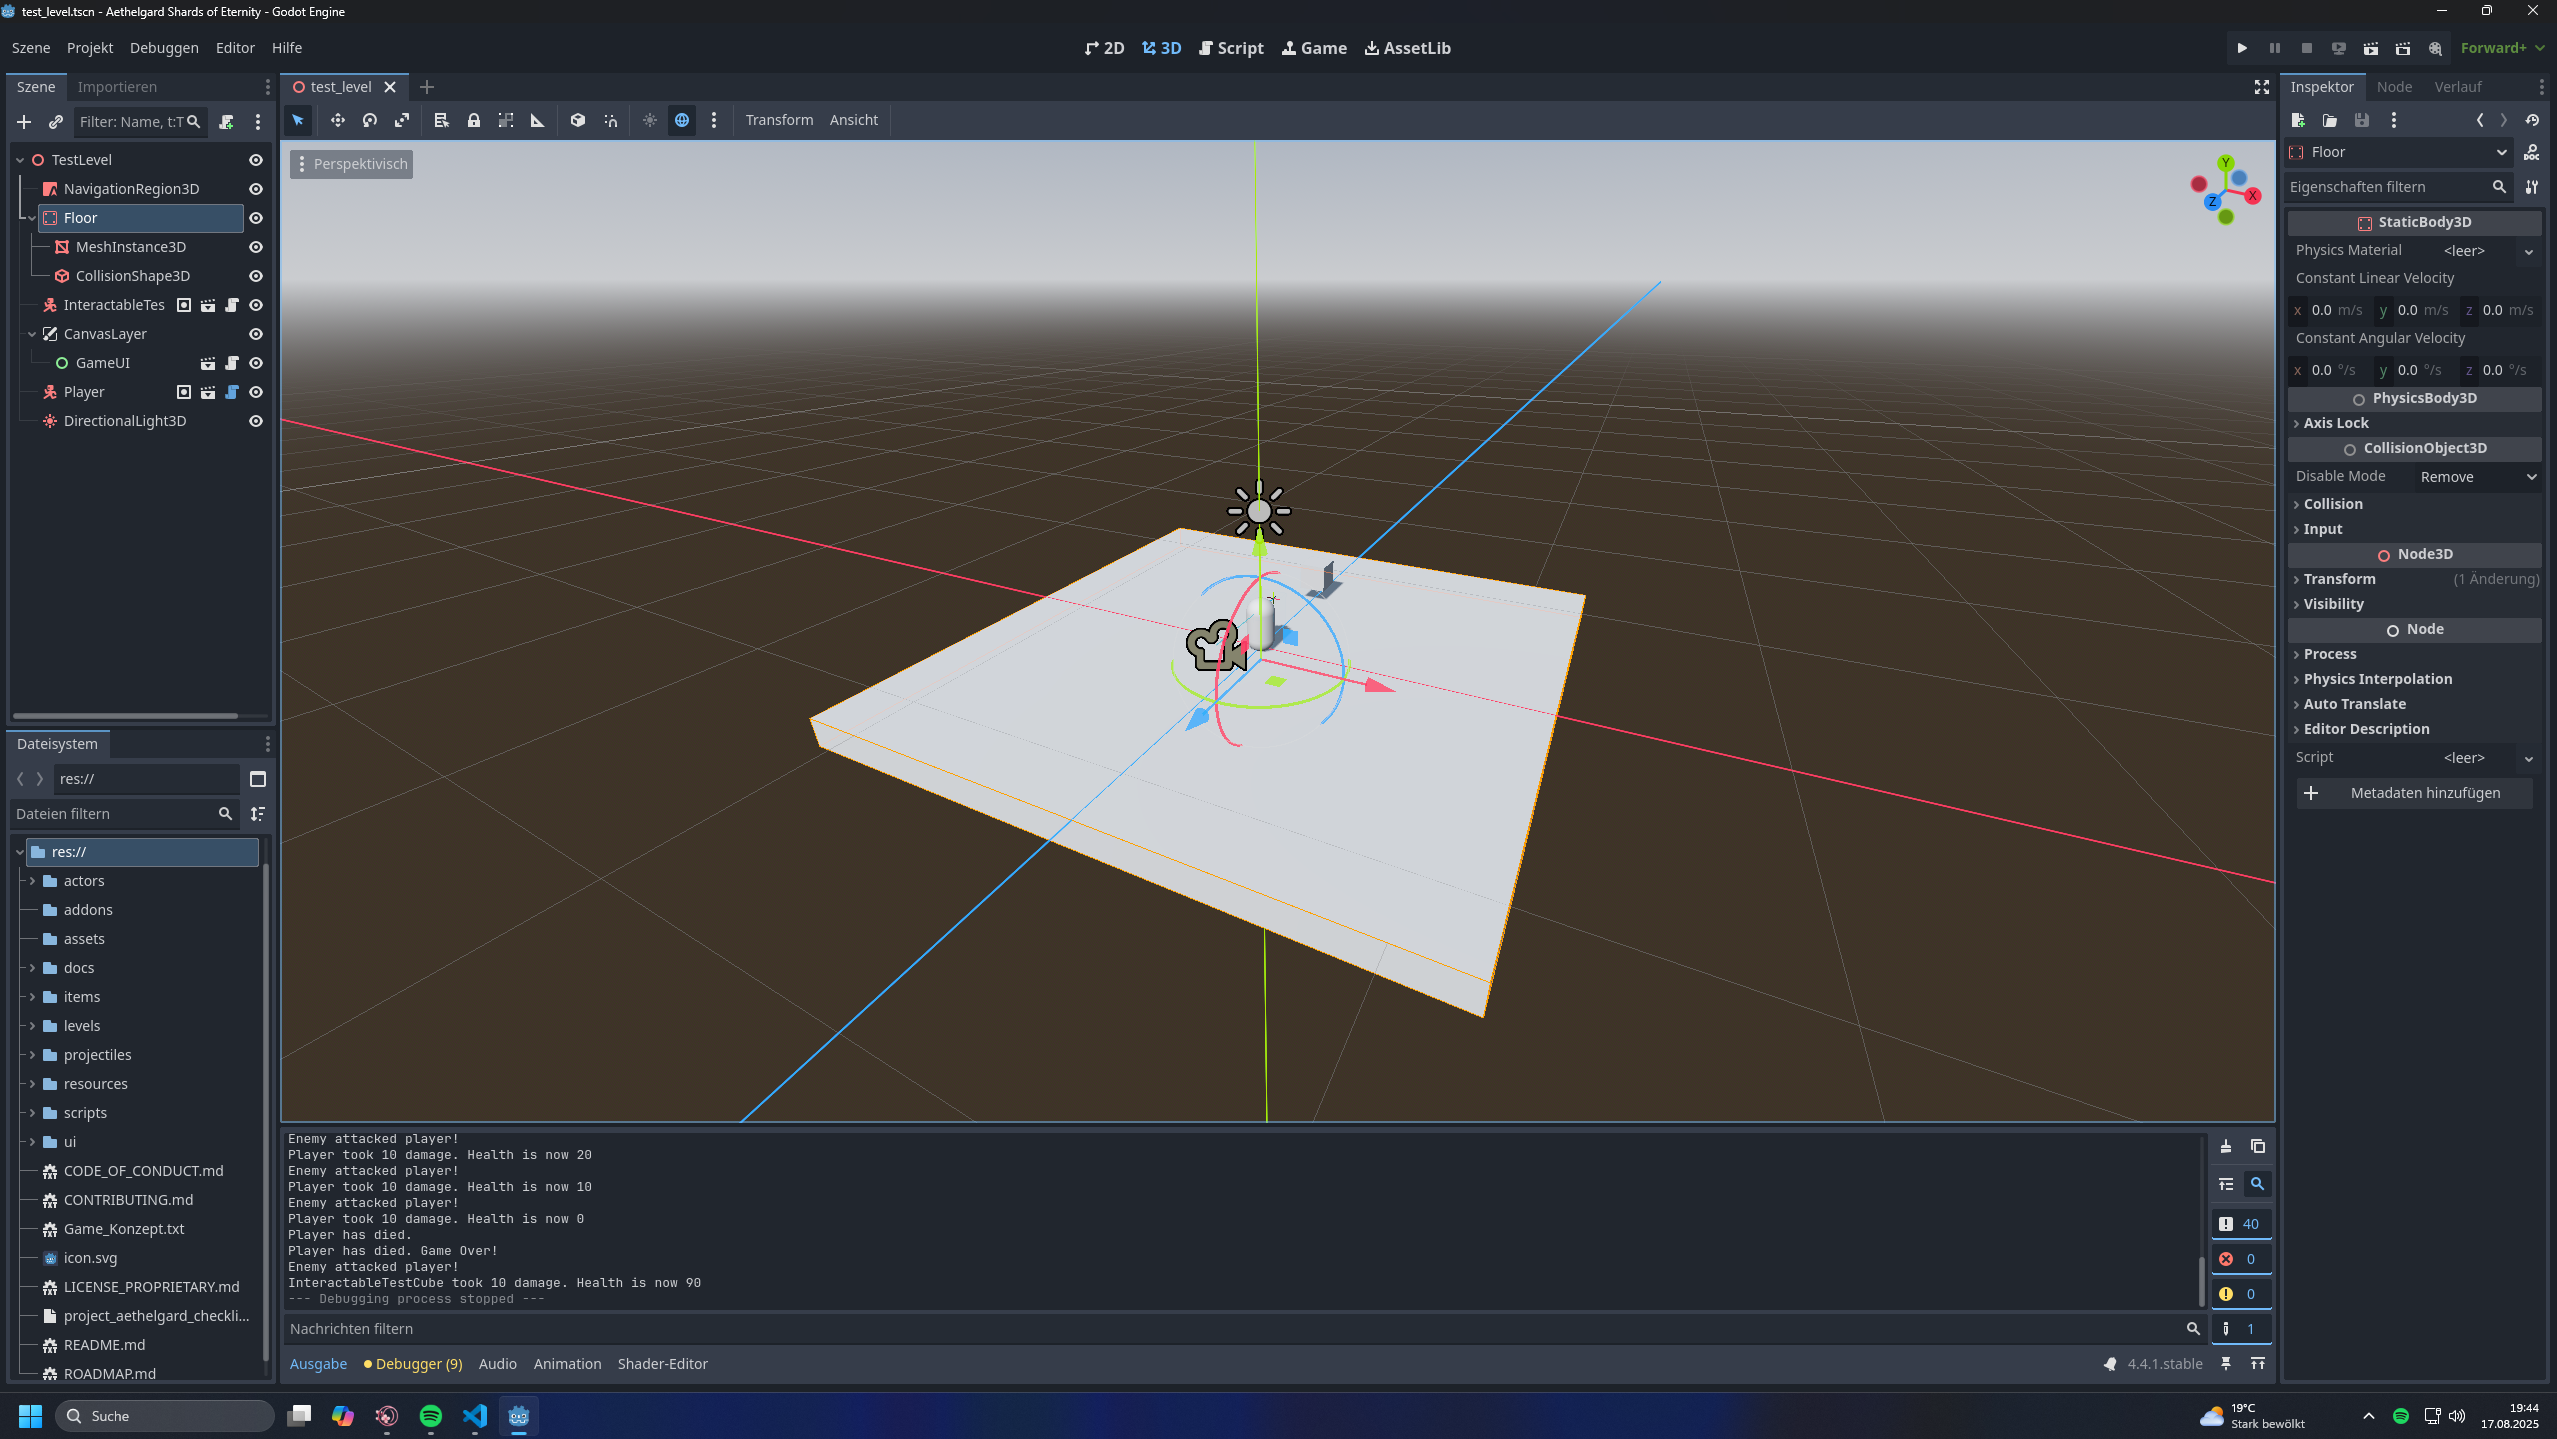 test_level.tscn - Aethelgard Shards of Eternity - Godot Engine
Szene Projekt Debuggen Editor Hilfe
2D 3D Script Game AssetLib
Forward+
Szene Importieren
Filter: Name, t:T
TestLevel
NavigationRegion3D
Floor
MeshInstance3D
CollisionShape3D
InteractableTes
CanvasLayer
GameUI
Player
DirectionalLight3D
Dateisystem
res://
Dateien filtern
res://
actors
addons
assets
docs
items
levels
projectiles
resources
scripts
ui
CODE_OF_CONDUCT.md
CONTRIBUTING.md
Game_Konzept.txt
icon.svg
LICENSE_PROPRIETARY.md
project_aethelgard_checkli...
README.md
ROADMAP.md
test_level
Transform Ansicht
Perspektivisch
Y
X
Z
Enemy attacked player!
Player took 10 damage. Health is now 20
Enemy attacked player!
Player took 10 damage. Health is now 10
Enemy attacked player!
Player took 10 damage. Health is now 0
Player has died.
Player has died. Game Over!
Enemy attacked player!
InteractableTestCube took 10 damage. Health is now 90
--- Debugging process stopped ---
40
0
0
1
Nachrichten filtern
Ausgabe Debugger (9) Audio Animation Shader-Editor
4.4.1.stable
Inspektor Node Verlauf
Floor
DOC
Eigenschaften filtern
StaticBody3D
Physics Material <leer>
Constant Linear Velocity
x 0.0 m/s y 0.0 m/s z 0.0 m/s
Constant Angular Velocity
x 0.0 °/s y 0.0 °/s z 0.0 °/s
PhysicsBody3D
Axis Lock
CollisionObject3D
Disable Mode Remove
Collision
Input
Node3D
Transform (1 Änderung)
Visibility
Node
Process
Physics Interpolation
Auto Translate
Editor Description
Script <leer>
Metadaten hinzufügen
Suche
19°C
Stark bewölkt
19:44
17.08.2025